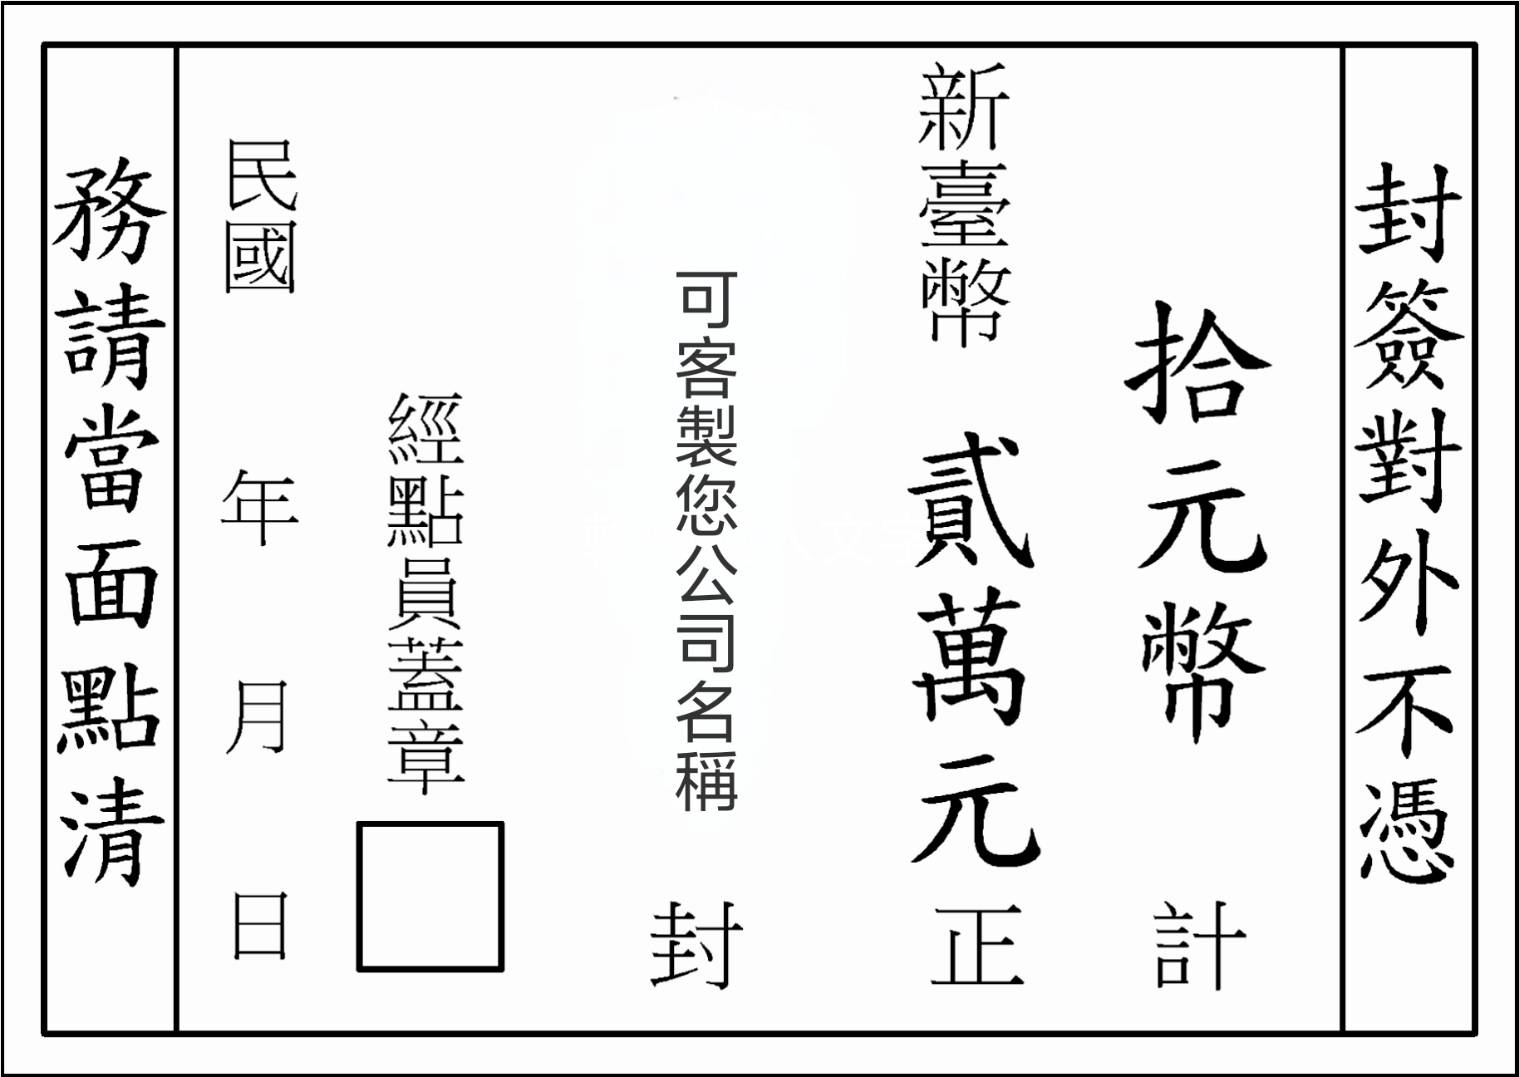 封簽對外不憑
拾元幣 計
新臺幣 貳萬元 正
可客製您公司名稱 封
經點員蓋章
民國 年 月 日
務請當面點清